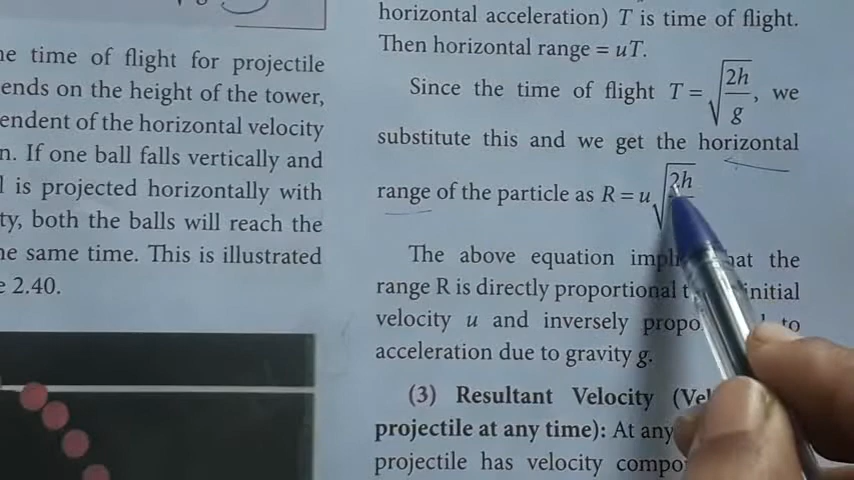 e time of flight for projectile
ends on the height of the tower,
endent of the horizontal velocity
n. If one ball falls vertically and
l is projected horizontally with
ty, both the balls will reach the
e same time. This is illustrated
e 2.40.
horizontal acceleration) T is time of flight.
Then horizontal range = uT.
Since the time of flight T = √(2h/g), we
substitute this and we get the horizontal
range of the particle as R = u√2h
The above equation impli at the
range R is directly proportional t initial
velocity u and inversely propo to
acceleration due to gravity g.
(3) Resultant Velocity (Vel
projectile at any time): At any
projectile has velocity compo